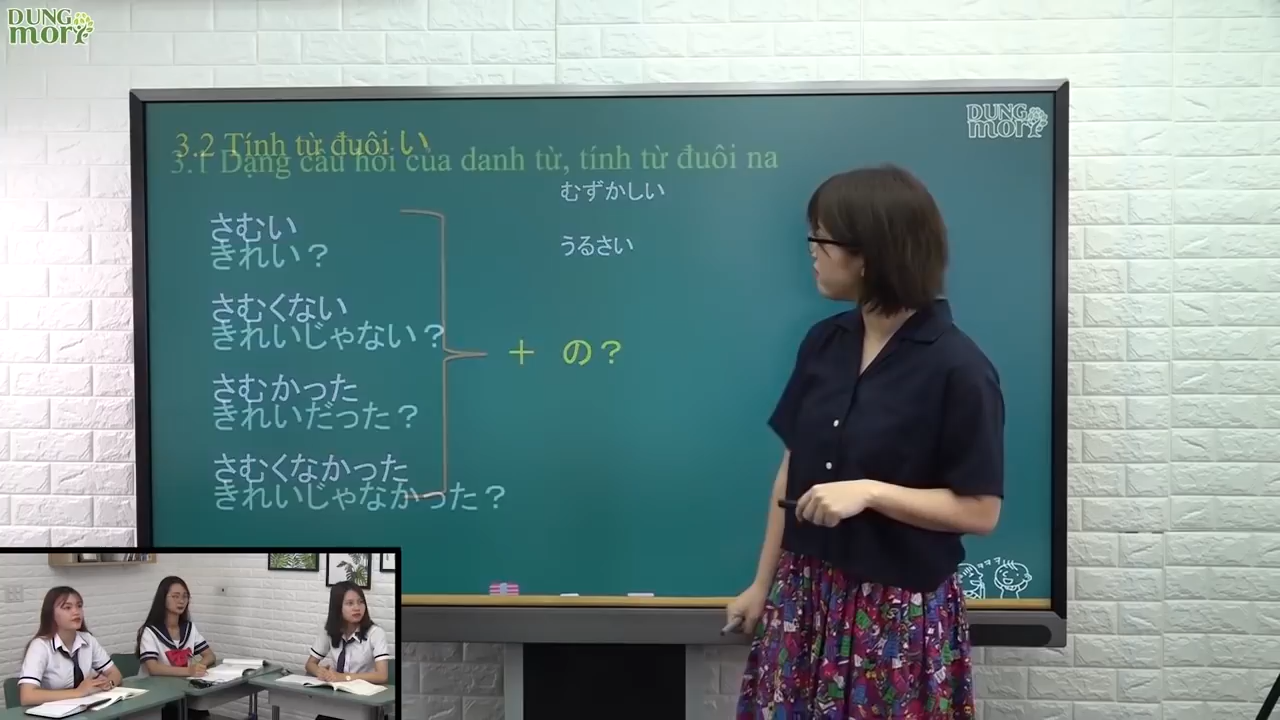 DUNG
mori
DUNG
mori
3.2 Tính từ đuôi い
3.1 Dạng câu hỏi của danh từ, tính từ đuôi na
むずかしい
さむい
うるさい
きれい？
さむくない
きれいじゃない？
＋ の？
さむかった
きれいだった？
さむくなかった
きれいじゃなかった？